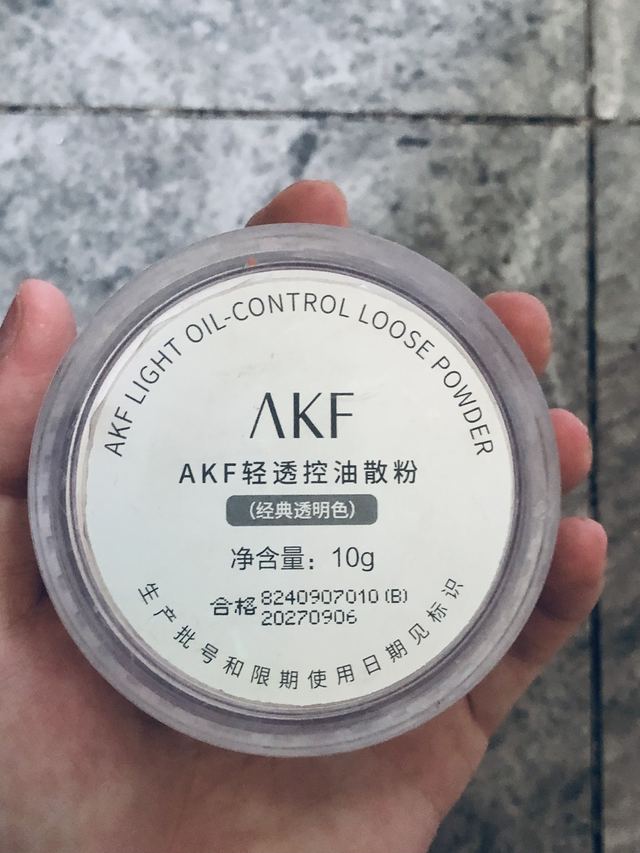 AKF LIGHT OIL-CONTROL LOOSE POWDER
AKF
AKF轻透控油散粉
(经典透明色)
净含量：10g
合格 8240907010 (B)
20270906
生产批号和限期使用日期见标识